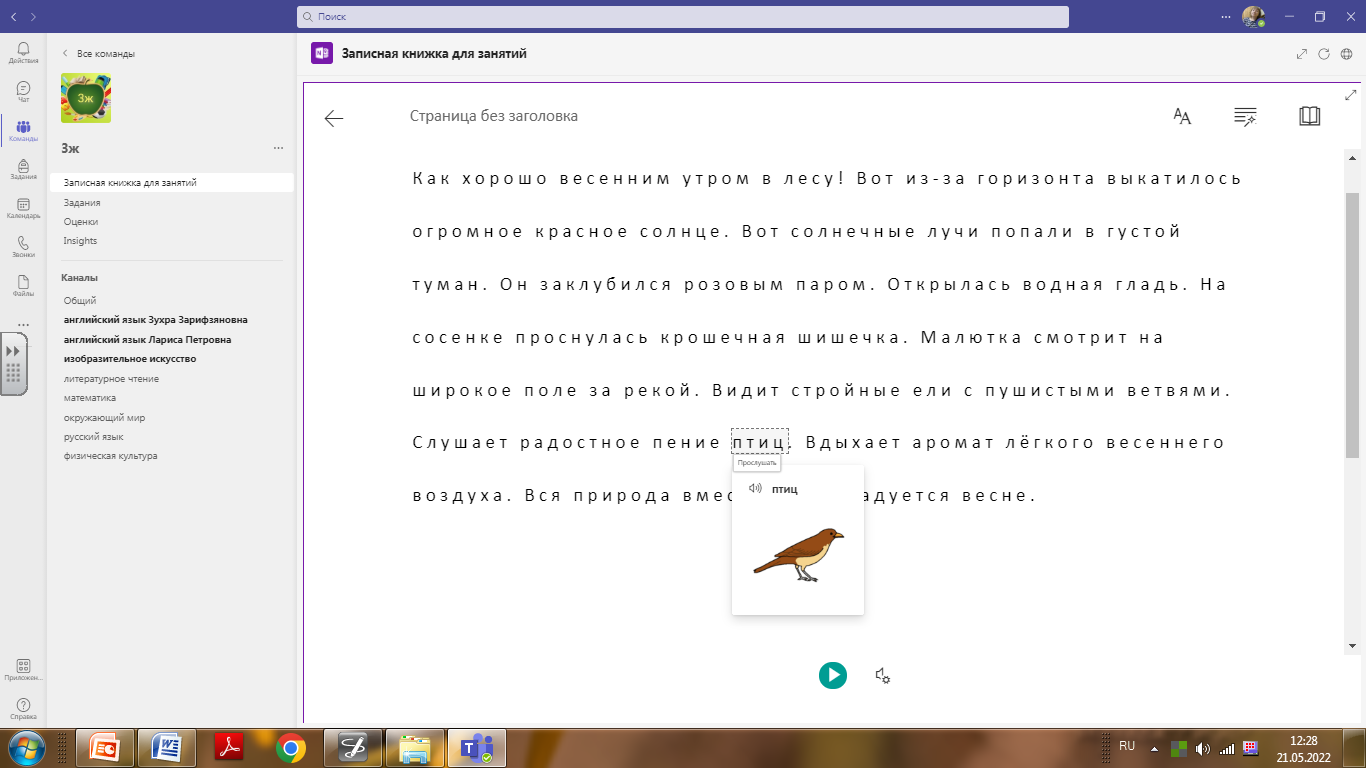 Поиск
Действия
Чат
Команды
Задания
Календарь
Звонки
Файлы
Приложен...
Справка
Все команды
3ж
3ж
Записная книжка для занятий
Задания
Оценки
Insights
Каналы
Общий
английский язык Зухра Зарифзяновна
английский язык Лариса Петровна
изобразительное искусство
литературное чтение
математика
окружающий мир
русский язык
физическая культура
Записная книжка для занятий
Страница без заголовка
Как хорошо весенним утром в лесу! Вот из-за горизонта выкатилось
огромное красное солнце. Вот солнечные лучи попали в густой
туман. Он заклубился розовым паром. Открылась водная гладь. На
сосенке проснулась крошечная шишечка. Малютка смотрит на
широкое поле за рекой. Видит стройные ели с пушистыми ветвями.
Слушает радостное пение птиц. Вдыхает аромат лёгкого весеннего
воздуха. Вся природа вмес адуется весне.
Прослушать
птиц
RU
12:28
21.05.2022